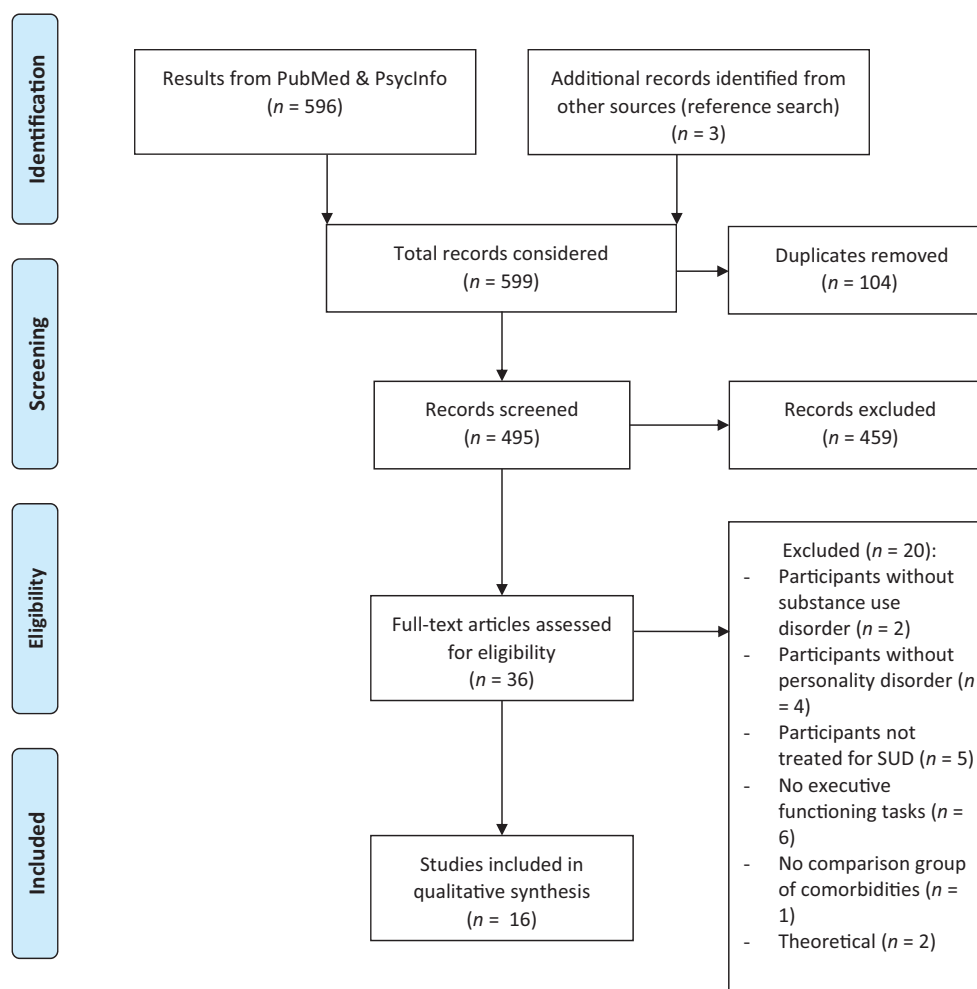 Identification
Results from PubMed & PsycInfo
(n = 596)
Additional records identified from
other sources (reference search)
(n = 3)
Total records considered
(n = 599)
Duplicates removed
(n = 104)
Screening
Records screened
(n = 495)
Records excluded
(n = 459)
Eligibility
Full-text articles assessed
for eligibility
(n = 36)
Excluded (n = 20):
- Participants without
substance use
disorder (n = 2)
- Participants without
personality disorder (n
= 4)
- Participants not
treated for SUD (n = 5)
- No executive
functioning tasks (n =
6)
- No comparison group
of comorbidities (n =
1)
- Theoretical (n = 2)
Included
Studies included in
qualitative synthesis
(n = 16)